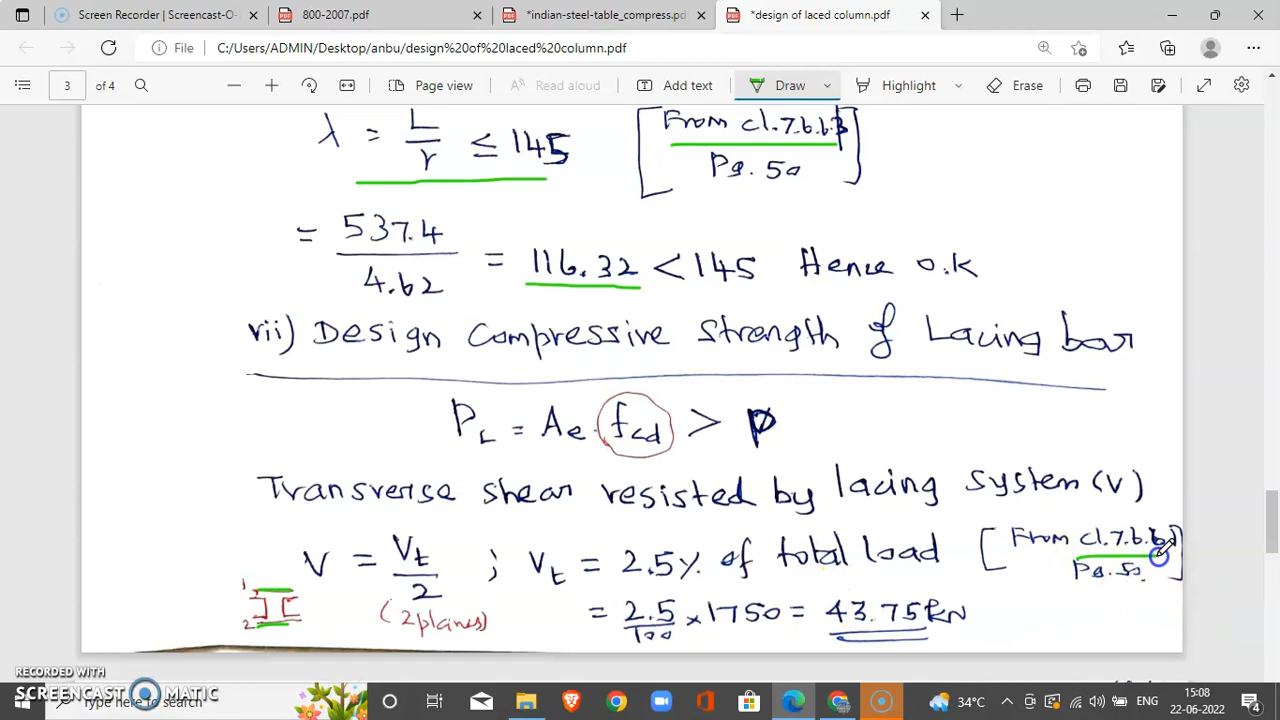 Screen Recorder | Screencast-O-
800-2007.pdf
*indian-steel-table_compress.pd
*design of laced column.pdf
File
C:/Users/ADMIN/Desktop/anbu/design%20of%20laced%20column.pdf
3 of 4
Page view
Read aloud
Add text
Draw
Highlight
Erase
λ = L/r ≤ 145 [From cl.7.6.6.3
Pg. 50]
= 537.4/4.62 = 116.32 < 145 Hence o.k
vii) Design Compressive strength of Lacing bar
P_L = Ae . fcd > P
Transverse shear resisted by lacing system (V)
V = Vt/2 ; Vt = 2.5% of total load [From cl.7.6.6
Pg. 50.]
(2planes)
1
2
= 2.5/100 × 1750 = 43.75kN
RECORDED WITH
SCREENCAST MATIC
Type here to search
34°C
ENG
15:08
22-06-2022
4